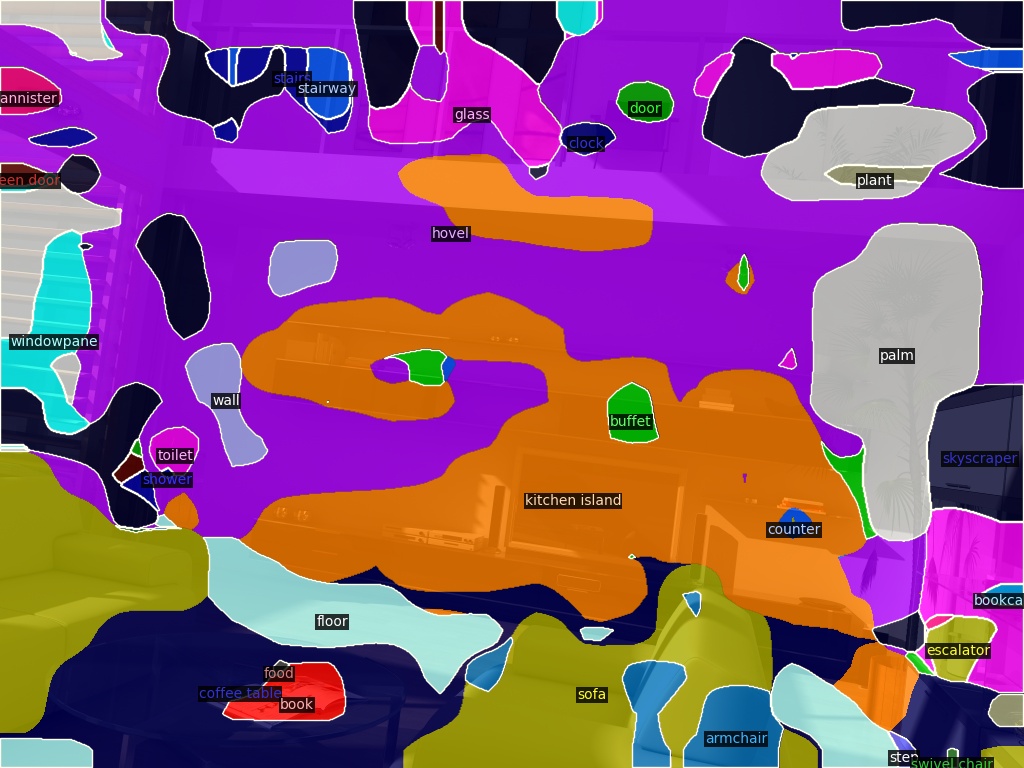 stairs
stairway
annister
glass
door
clock
een door
plant
hovel
windowpane
palm
wall
buffet
toilet
skyscraper
shower
kitchen island
counter
bookca
floor
escalator
food
coffee table
sofa
book
armchair
step
swivel chair